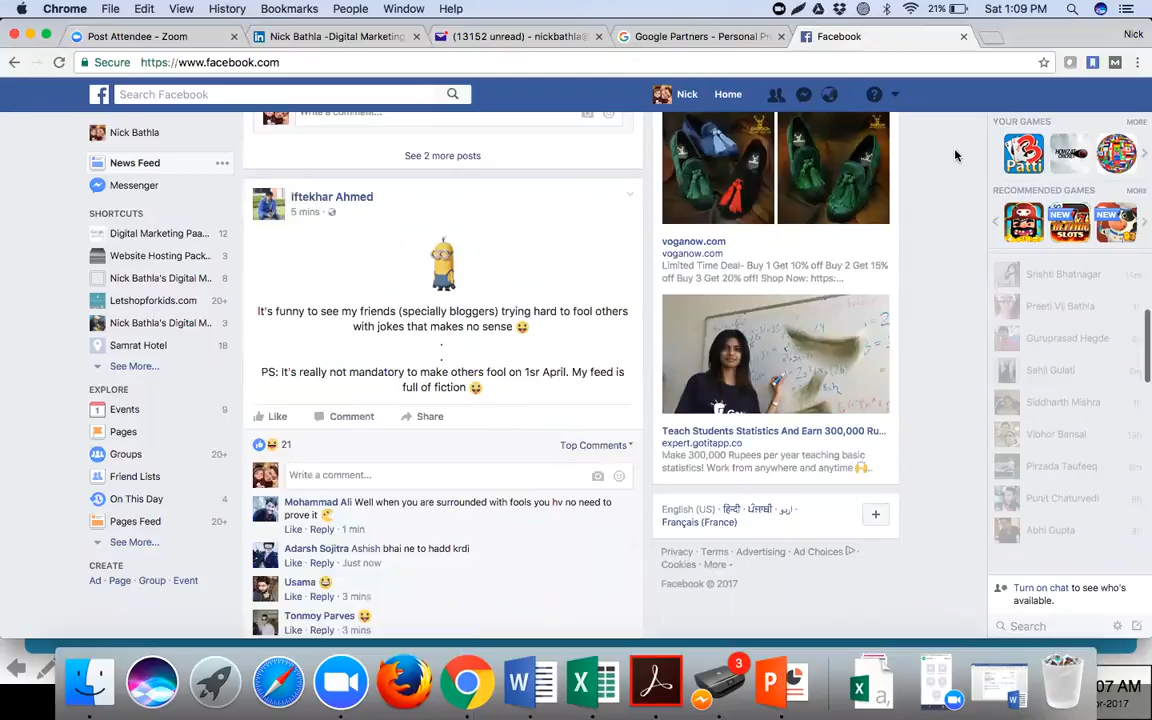 Chrome File Edit View History Bookmarks People Window Help 21% Sat 1:09 PM
Post Attendee - Zoom Nick Bathla -Digital Marketing (13152 unread) - nickbathla@ Google Partners - Personal Pr Facebook Nick
Secure https://www.facebook.com
Search Facebook Nick Home
Nick Bathla
News Feed
Messenger
SHORTCUTS
Digital Marketing Paa... 12
Website Hosting Pack... 3
Nick Bathla's Digital M... 8
Letshopforkids.com 20+
Nick Bathla's Digital M... 3
Samrat Hotel 18
See More...
EXPLORE
Events 9
Pages
Groups 20+
Friend Lists
On This Day 4
Pages Feed 20+
See More...
CREATE
Ad · Page · Group · Event
Write a comment...
See 2 more posts
Iftekhar Ahmed
5 mins ·
It's funny to see my friends (specially bloggers) trying hard to fool others
with jokes that makes no sense 😜
.
.
PS: It's really not mandatory to make others fool on 1sr April. My feed is
full of fiction 😜
Like Comment Share
21 Top Comments
Write a comment...
Mohammad Ali Well when you are surrounded with fools you hv no need to
prove it
Like · Reply · 1 min
Adarsh Sojitra Ashish bhai ne to hadd krdi
Like · Reply · Just now
Usama 😂
Like · Reply · 3 mins
Tonmoy Parves 😜
Like · Reply · 3 mins
voganow.com
voganow.com
Limited Time Deal- Buy 1 Get 10% off Buy 2 Get 15%
off Buy 3 Get 20% off! Shop Now: https:...
Teach Students Statistics And Earn 300,000 Ru...
expert.gotitapp.co
Make 300,000 Rupees per year teaching basic
statistics! Work from anywhere and anytime 🙌..
English (US) · हिन्दी · ਪੰਜਾਬੀ · اردو ·
Français (France)
+
Privacy · Terms · Advertising · Ad Choices ·
Cookies · More
Facebook © 2017
YOUR GAMES MORE
3 Patti
HOWZAT CRICKET
RECOMMENDED GAMES MORE
NEW SLOTS NEW
Srishti Bhatnagar 14m
Preeti Vij Bathla
Guruprasad Hegde
Sahil Gulati
Siddharth Mishra
Vibhor Bansal
Pirzada Taufeeq
Punit Chaturvedi
Abhi Gupta
Turn on chat to see who's
available.
Search
3
W X P X a,
W
07 AM
r-2017